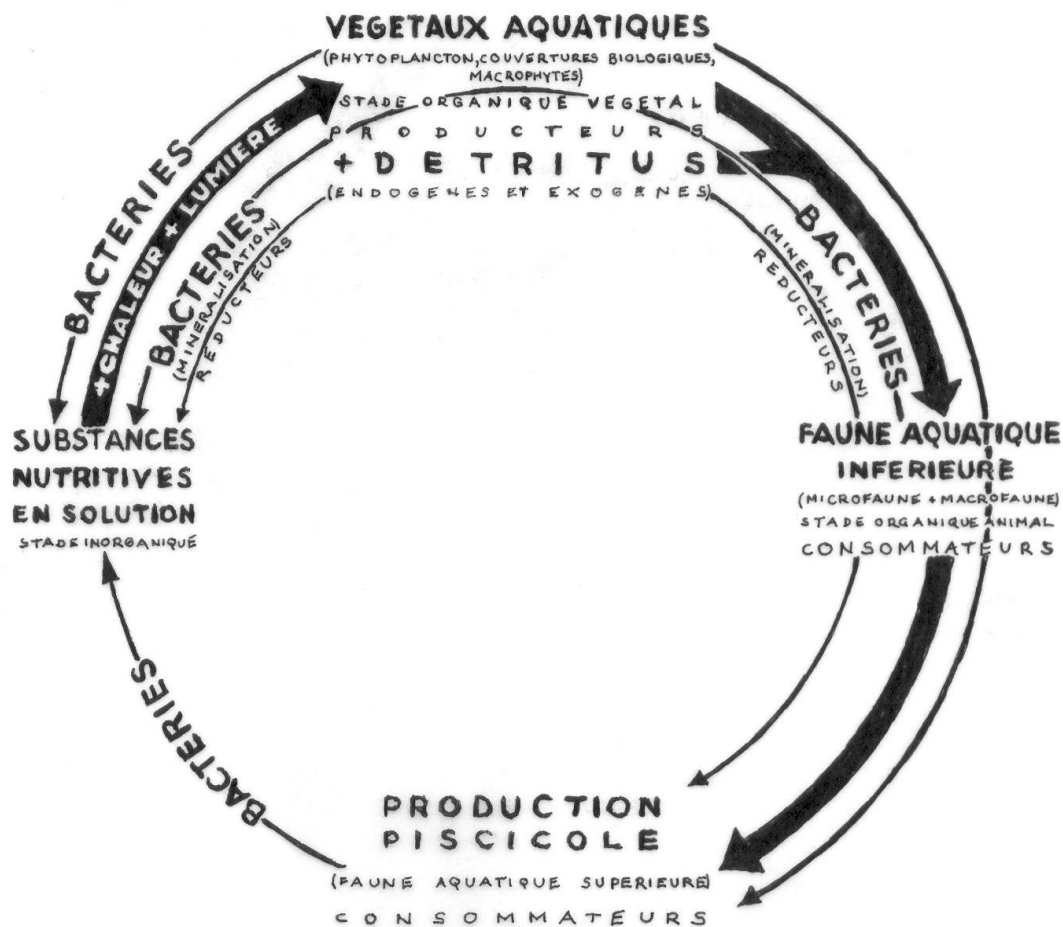 VEGETAUX AQUATIQUES
(PHYTOPLANCTON, COUVERTURES BIOLOGIQUES,
MACROPHYTES)
STADE ORGANIQUE VEGETAL
PRODUCTEURS
+ DETRITUS
(ENDOGENES ET EXOGENES)
BACTERIES
+ CHALEUR + LUMIERE
BACTERIES
(MINERALISATION)
REDUCTEURS
BACTERIES
(MINERALISATION)
REDUCTEURS
SUBSTANCES
NUTRITIVES
EN SOLUTION
STADE INORGANIQUE
FAUNE AQUATIQUE
INFERIEURE
(MICROFAUNE + MACROFAUNE)
STADE ORGANIQUE ANIMAL
CONSOMMATEURS
BACTERIES
PRODUCTION
PISCICOLE
(FAUNE AQUATIQUE SUPERIEURE)
CONSOMMATEURS